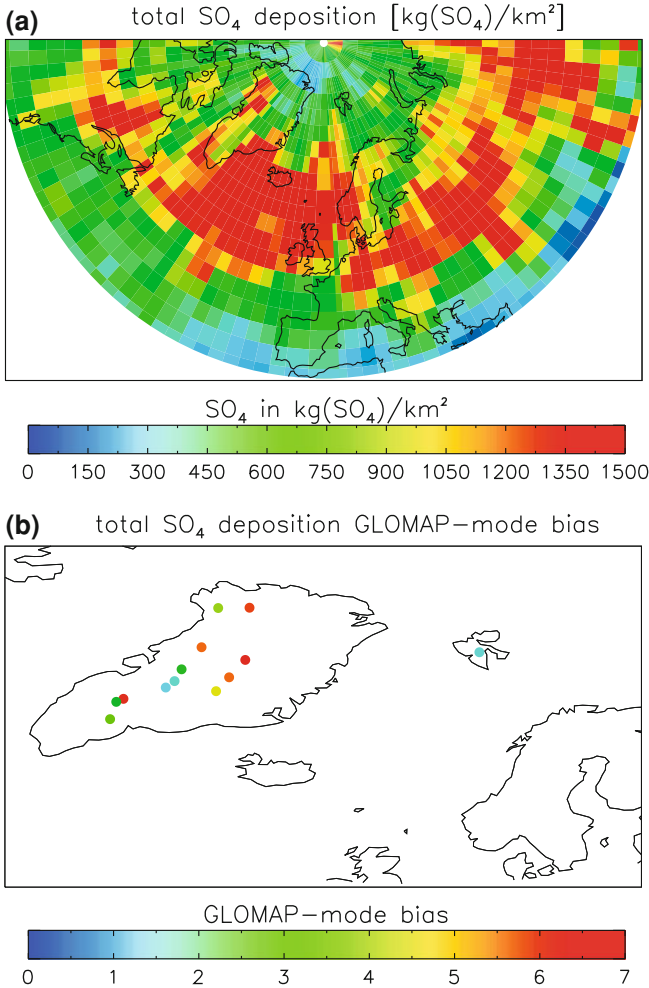 (a) total SO₄ deposition [kg(SO₄)/km²]
SO₄ in kg(SO₄)/km²
0 150 300 450 600 750 900 1050 1200 1350 1500
(b) total SO₄ deposition GLOMAP–mode bias
GLOMAP–mode bias
0 1 2 3 4 5 6 7